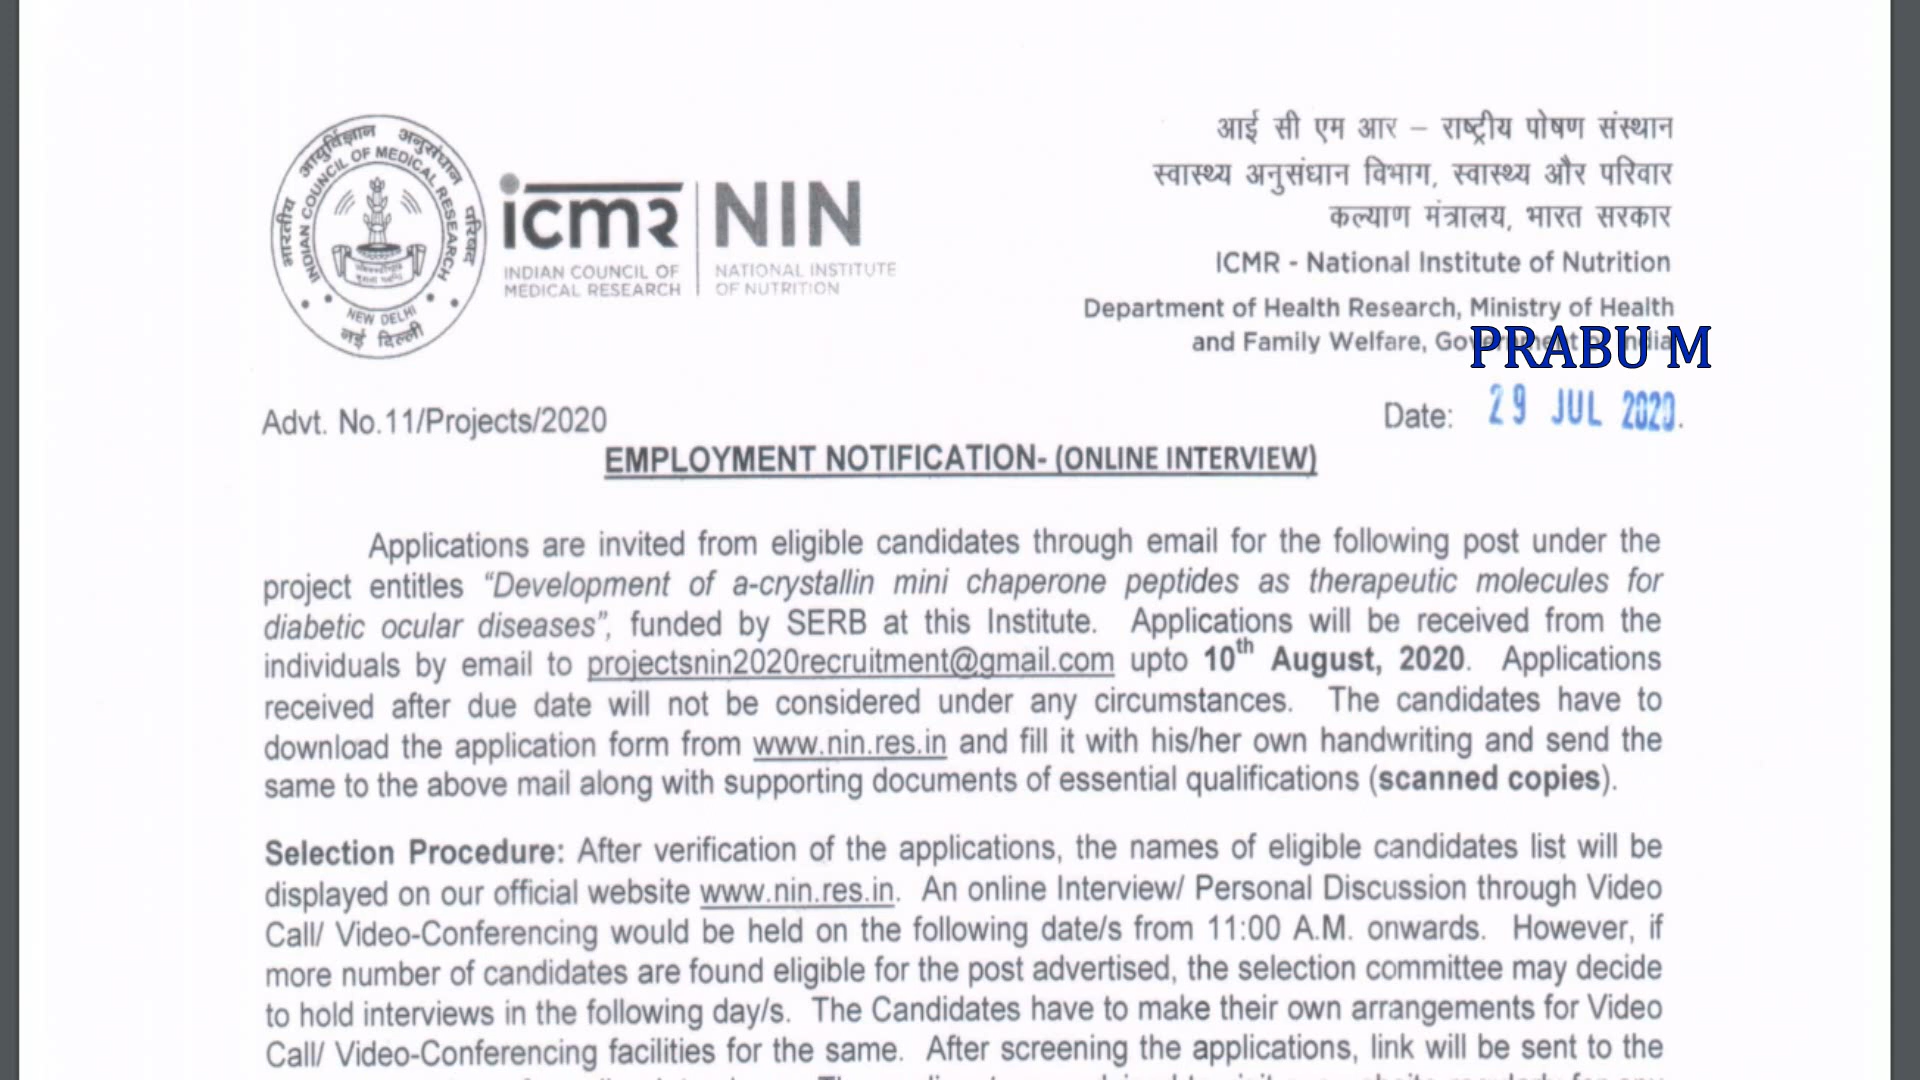 भारतीय आयुर्विज्ञान अनुसंधान परिषद
INDIAN COUNCIL OF MEDICAL RESEARCH
NEW DELHI
नई दिल्ली
icmr
INDIAN COUNCIL OF
MEDICAL RESEARCH
NIN
NATIONAL INSTITUTE
OF NUTRITION
आई सी एम आर – राष्ट्रीय पोषण संस्थान
स्वास्थ्य अनुसंधान विभाग, स्वास्थ्य और परिवार
कल्याण मंत्रालय, भारत सरकार
ICMR - National Institute of Nutrition
Department of Health Research, Ministry of Health
and Family Welfare, Government of India
PRABU M
Advt. No.11/Projects/2020
Date: 29 JUL 2020.
EMPLOYMENT NOTIFICATION- (ONLINE INTERVIEW)
Applications are invited from eligible candidates through email for the following post under the
project entitles “Development of a-crystallin mini chaperone peptides as therapeutic molecules for
diabetic ocular diseases”, funded by SERB at this Institute. Applications will be received from the
individuals by email to projectsnin2020recruitment@gmail.com upto 10th August, 2020. Applications
received after due date will not be considered under any circumstances. The candidates have to
download the application form from www.nin.res.in and fill it with his/her own handwriting and send the
same to the above mail along with supporting documents of essential qualifications (scanned copies).
Selection Procedure: After verification of the applications, the names of eligible candidates list will be
displayed on our official website www.nin.res.in. An online Interview/ Personal Discussion through Video
Call/ Video-Conferencing would be held on the following date/s from 11:00 A.M. onwards. However, if
more number of candidates are found eligible for the post advertised, the selection committee may decide
to hold interviews in the following day/s. The Candidates have to make their own arrangements for Video
Call/ Video-Conferencing facilities for the same. After screening the applications, link will be sent to the